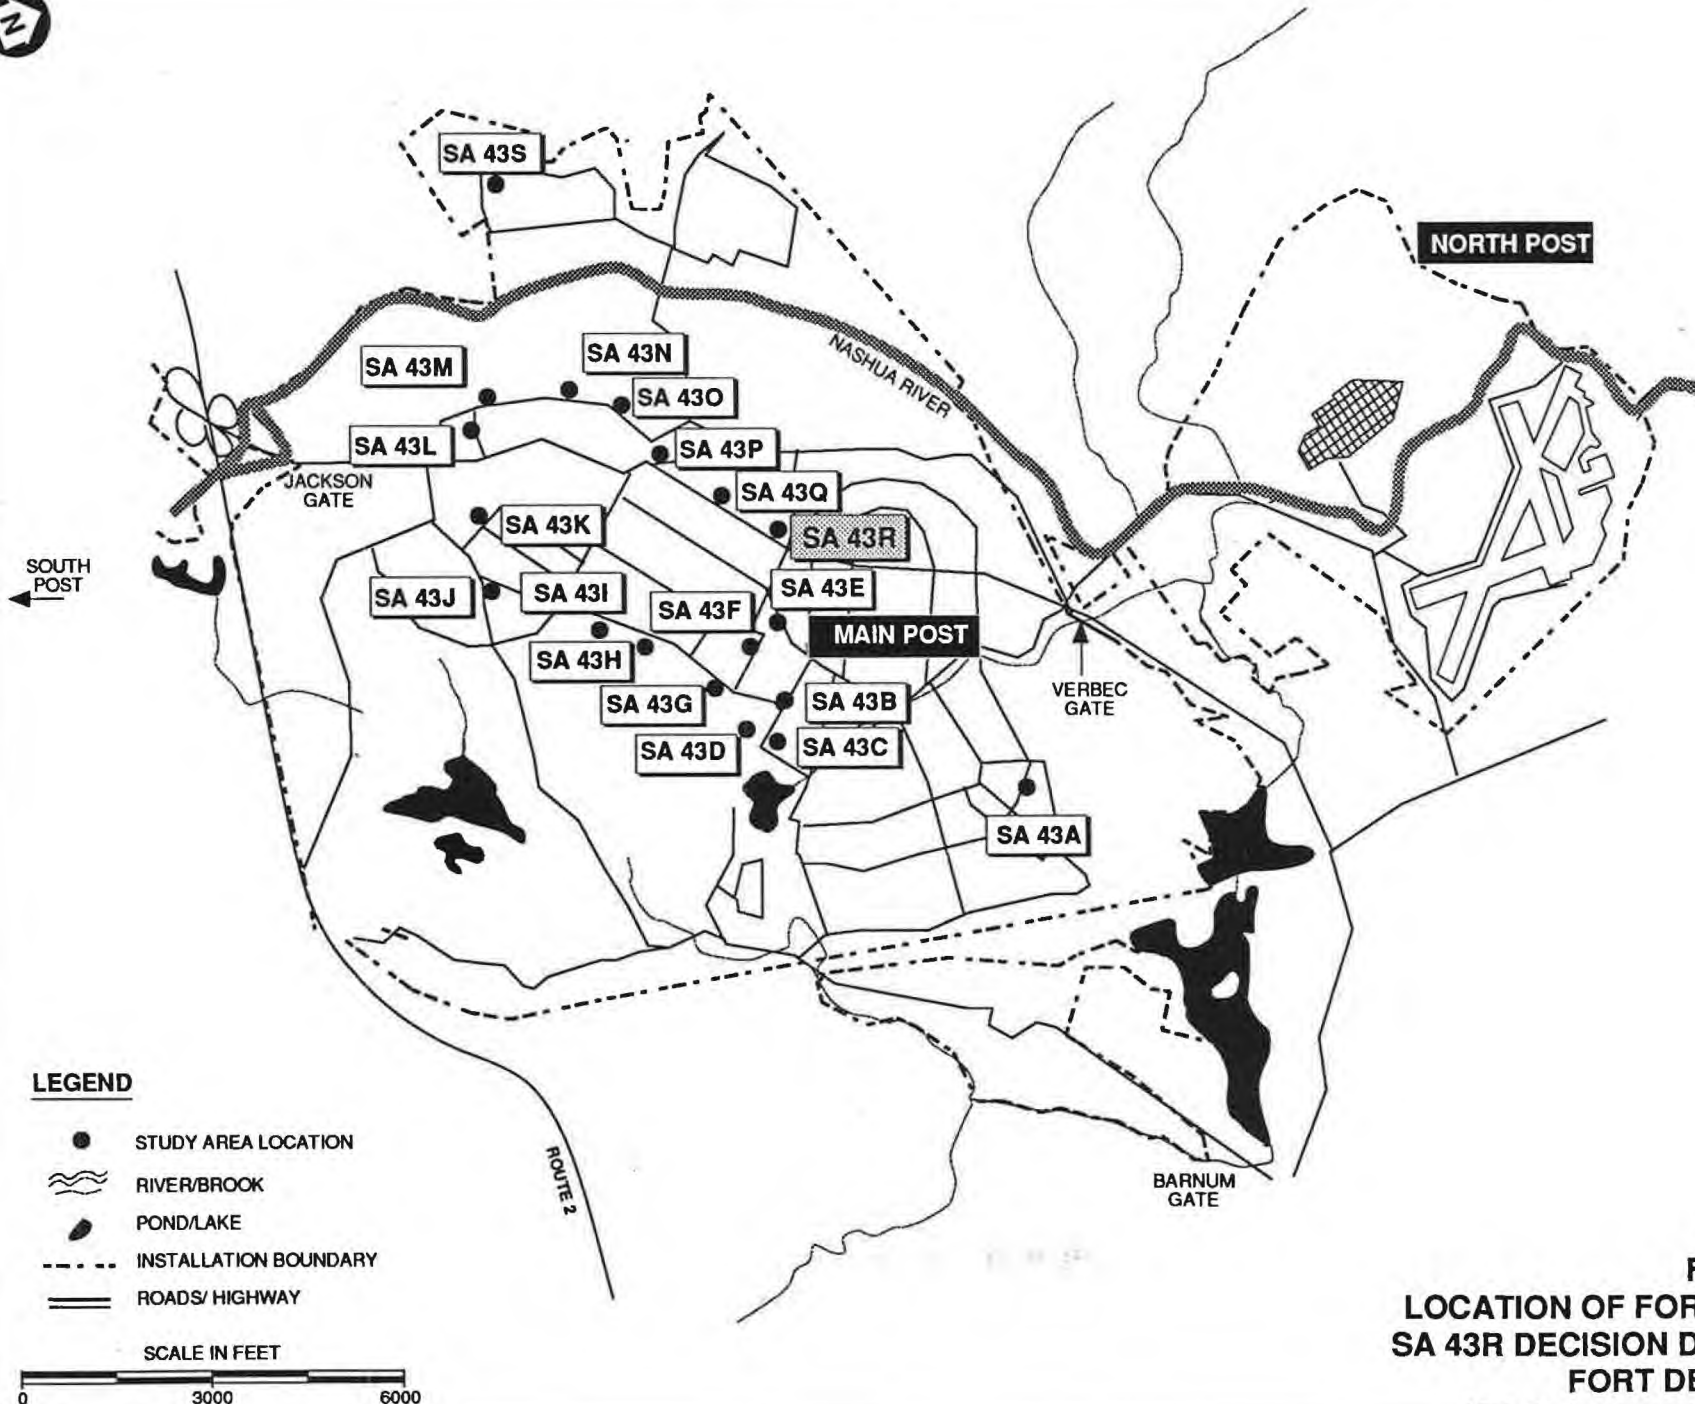 N
SA 43S
NORTH POST
SA 43N
SA 43M
SA 43O
NASHUA RIVER
SA 43L
SA 43P
JACKSON
GATE
SA 43Q
SA 43K
SA 43R
SOUTH
POST
SA 43J
SA 43I
SA 43E
SA 43F
MAIN POST
SA 43H
VERBEC
GATE
SA 43G
SA 43B
SA 43D
SA 43C
SA 43A
LEGEND
STUDY AREA LOCATION
RIVER/BROOK
POND/LAKE
INSTALLATION BOUNDARY
ROADS/ HIGHWAY
ROUTE 2
BARNUM
GATE
SCALE IN FEET
0 3000 6000
LOCATION OF FOR
SA 43R DECISION D
FORT DE